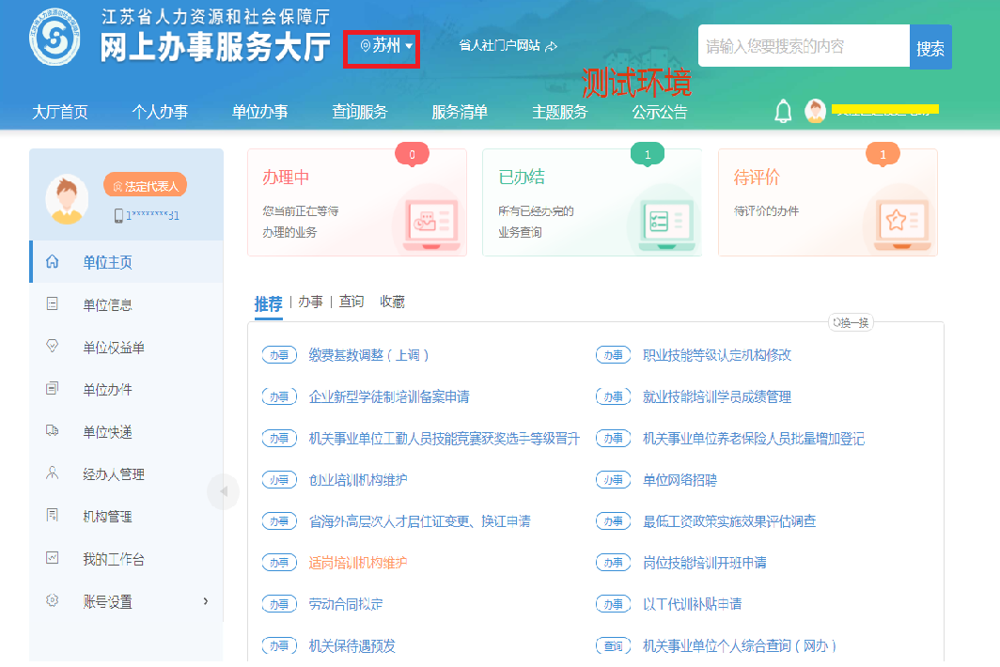 江苏省人力资源和社会保障厅
网上办事服务大厅
苏州
省人社门户网站
请输入您要搜索的内容
搜索
测试环境
大厅首页 个人办事 单位办事 查询服务 服务清单 主题服务 公示公告
法定代表人
1********31
单位主页
单位信息
单位权益单
单位办件
单位快递
经办人管理
机构管理
我的工作台
账号设置
0
办理中
您当前正在等待
办理的业务
1
已办结
所有已经办完的
业务查询
1
待评价
待评价的办件
推荐 | 办事 | 查询 收藏
换一换
办事 缴费基数调整（上调） 办事 职业技能等级认定机构修改
办事 企业新型学徒制培训备案申请 办事 就业技能培训学员成绩管理
办事 机关事业单位工勤人员技能竞赛获奖选手等级晋升 办事 机关事业单位养老保险人员批量增加登记
办事 创业培训机构维护 办事 单位网络招聘
办事 省海外高层次人才居住证变更、换证申请 办事 最低工资政策实施效果评估调查
办事 适岗培训机构维护 办事 岗位技能培训开班申请
办事 劳动合同拟定 办事 以工代训补贴申请
办事 机关保待遇预发 查询 机关事业单位个人综合查询（网办）